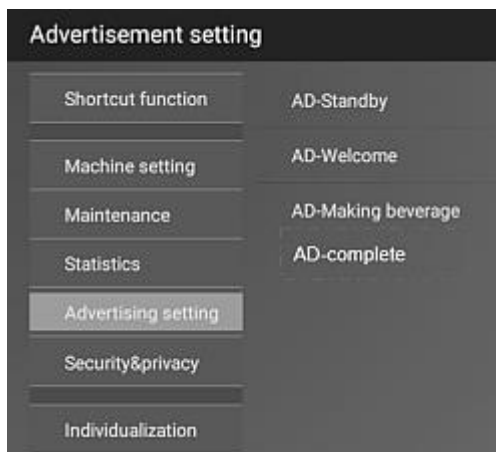 Advertisement setting
Shortcut function
Machine setting
Maintenance
Statistics
Advertising setting
Security&privacy
Individualization
AD-Standby
AD-Welcome
AD-Making beverage
AD-complete